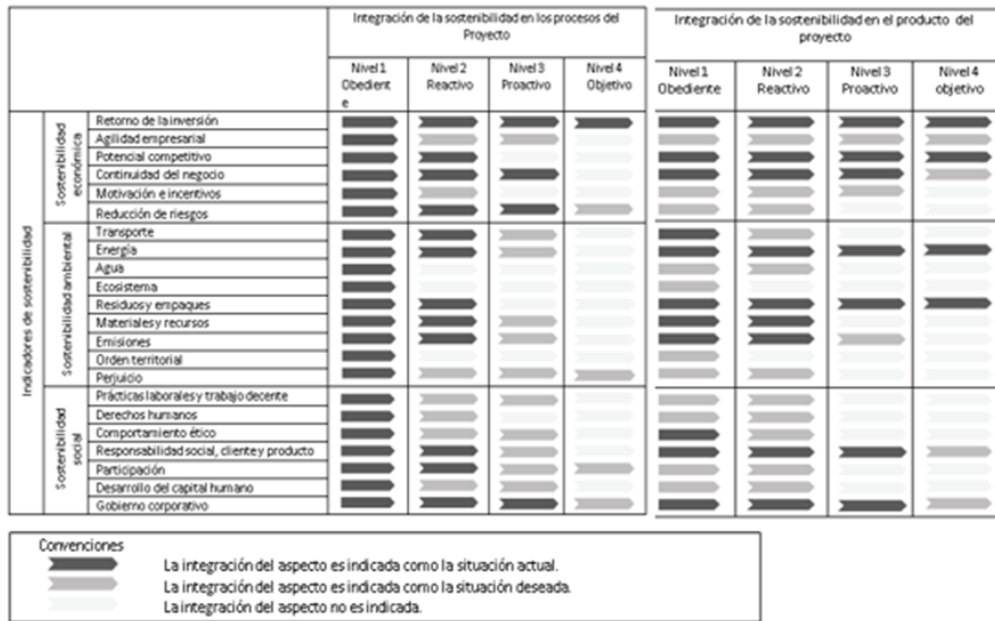 Integración de la sostenibilidad en los procesos del
Proyecto
Integración de la sostenibilidad en el producto del
proyecto
Nivel 1
Obedient
e
Nivel 2
Reactivo
Nivel 3
Proactivo
Nivel 4
Objetivo
Nivel 1
Obediente
Nivel 2
Reactivo
Nivel 3
Proactivo
Nivel 4
objetivo
Indicadores de sostenibilidad
Sostenibilidad
económica
Retorno de la inversión
Agilidad empresarial
Potencial competitivo
Continuidad del negocio
Motivación e incentivos
Reducción de riesgos
Sostenibilidad ambiental
Transporte
Energía
Agua
Ecosistema
Residuos y empaques
Materiales y recursos
Emisiones
Orden territorial
Perjuicio
Sostenibilidad
social
Prácticas laborales y trabajo decente
Derechos humanos
Comportamiento ético
Responsabilidad social, cliente y producto
Participación
Desarrollo del capital humano
Gobierno corporativo
Convenciones
La integración del aspecto es indicada como la situación actual.
La integración del aspecto es indicada como la situación deseada.
La integración del aspecto no es indicada.